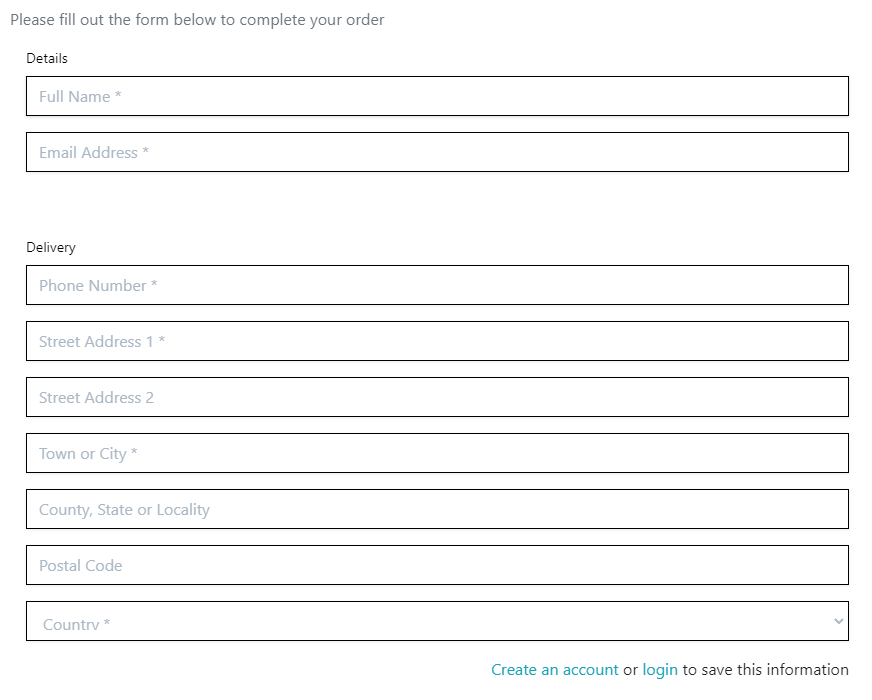 Please fill out the form below to complete your order
Details
Full Name *
Email Address *
Delivery
Phone Number *
Street Address 1 *
Street Address 2
Town or City *
County, State or Locality
Postal Code
Country *
Create an account or login to save this information